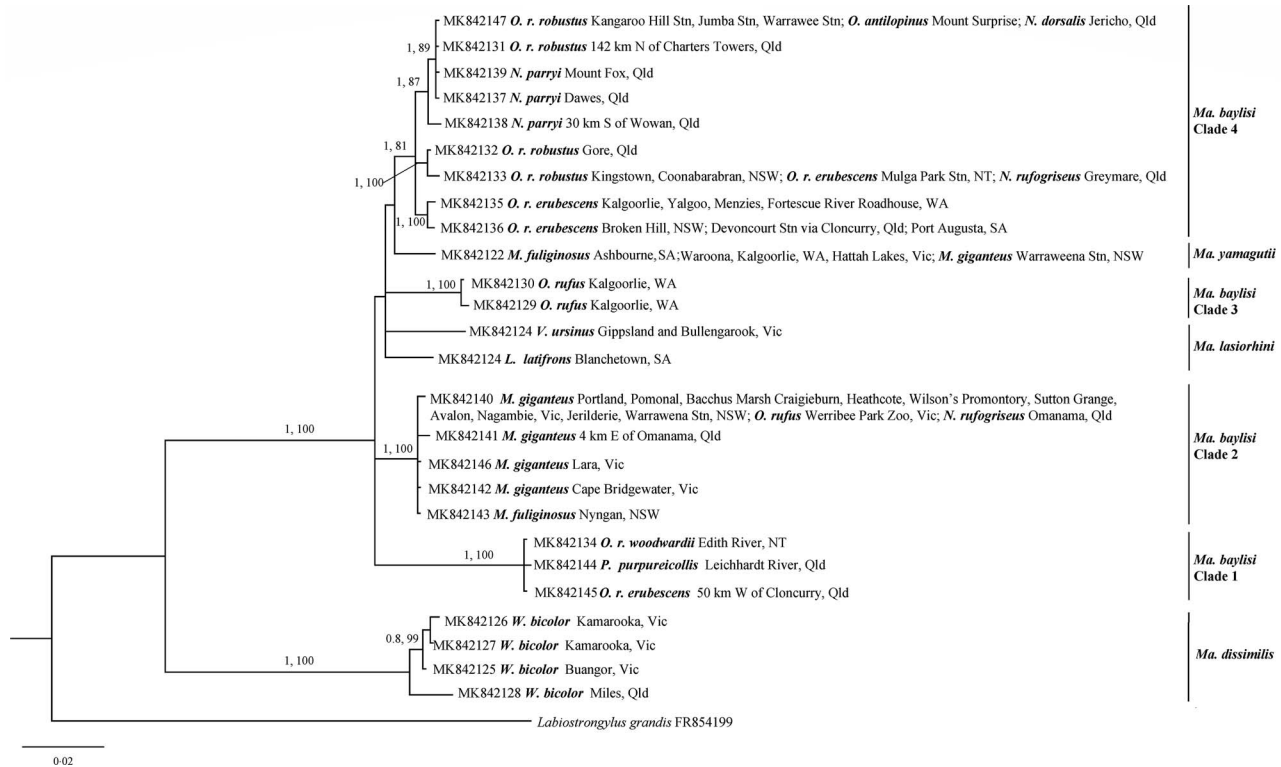 MK842147 O. r. robustus Kangaroo Hill Stn, Jumba Stn, Warrawee Stn; O. antilopinus Mount Surprise; N. dorsalis Jericho, Qld
1, 89
MK842131 O. r. robustus 142 km N of Charters Towers, Qld
1, 87
MK842139 N. parryi Mount Fox, Qld
MK842137 N. parryi Dawes, Qld
MK842138 N. parryi 30 km S of Wowan, Qld
Ma. baylisi
Clade 4
1, 81
MK842132 O. r. robustus Gore, Qld
1, 100
MK842133 O. r. robustus Kingstown, Coonabarabran, NSW; O. r. erubescens Mulga Park Stn, NT; N. rufogriseus Greymare, Qld
MK842135 O. r. erubescens Kalgoorlie, Yalgoo, Menzies, Fortescue River Roadhouse, WA
1, 100
MK842136 O. r. erubescens Broken Hill, NSW; Devoncourt Stn via Cloncurry, Qld; Port Augusta, SA
MK842122 M. fuliginosus Ashbourne, SA; Waroona, Kalgoorlie, WA, Hattah Lakes, Vic; M. giganteus Warraweena Stn, NSW
Ma. yamagutii
1, 100
MK842130 O. rufus Kalgoorlie, WA
MK842129 O. rufus Kalgoorlie, WA
Ma. baylisi
Clade 3
MK842124 V. ursinus Gippsland and Bullengarook, Vic
MK842124 L. latifrons Blanchetown, SA
Ma. lasiorhini
MK842140 M. giganteus Portland, Pomonal, Bacchus Marsh Craigieburn, Heathcote, Wilson's Promontory, Sutton Grange,
Avalon, Nagambie, Vic, Jerilderie, Warrawena Stn, NSW; O. rufus Werribee Park Zoo, Vic; N. rufogriseus Omanama, Qld
1, 100
MK842141 M. giganteus 4 km E of Omanama, Qld
1, 100
MK842146 M. giganteus Lara, Vic
MK842142 M. giganteus Cape Bridgewater, Vic
MK842143 M. fuliginosus Nyngan, NSW
Ma. baylisi
Clade 2
MK842134 O. r. woodwardii Edith River, NT
1, 100
MK842144 P. purpureicollis Leichhardt River, Qld
MK842145 O. r. erubescens 50 km W of Cloncurry, Qld
Ma. baylisi
Clade 1
MK842126 W. bicolor Kamarooka, Vic
0.8, 99
MK842127 W. bicolor Kamarooka, Vic
1, 100
MK842125 W. bicolor Buangor, Vic
MK842128 W. bicolor Miles, Qld
Ma. dissimilis
Labiostrongylus grandis FR854199
0·02